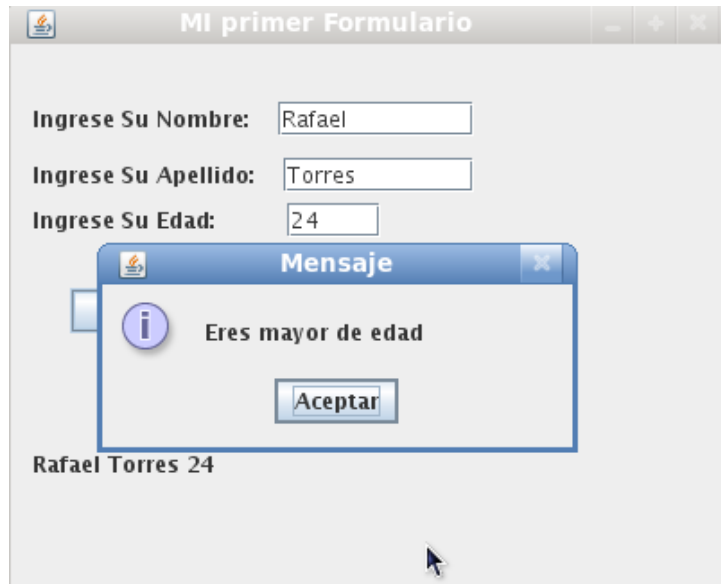 MI primer Formulario
Ingrese Su Nombre: Rafael
Ingrese Su Apellido: Torres
Ingrese Su Edad: 24
Mensaje
Eres mayor de edad
Aceptar
Rafael Torres 24